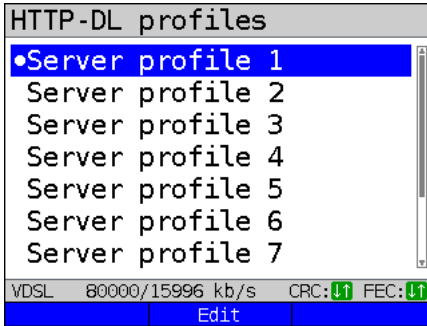 HTTP-DL profiles
•Server profile 1
Server profile 2
Server profile 3
Server profile 4
Server profile 5
Server profile 6
Server profile 7
VDSL 80000/15996 kb/s CRC:↓↑ FEC:↓↑
Edit